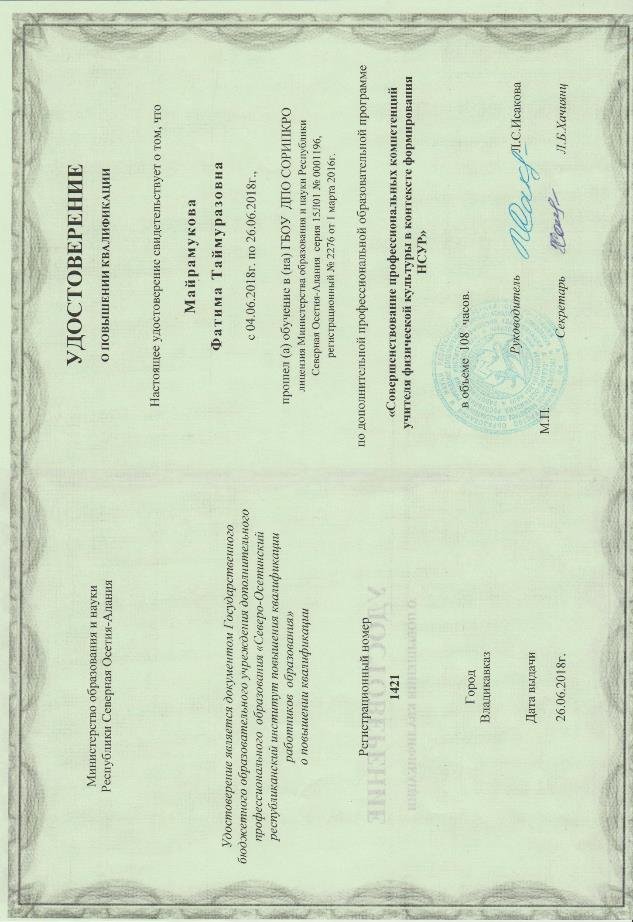 Министерство образования и науки
Республики Северная Осетия-Алания
Удостоверение является документом Государственного
бюджетного образовательного учреждения дополнительного
профессионального образования «Северо-Осетинский
республиканский институт повышения квалификации
работников образования»
о повышении квалификации
Регистрационный номер
1421
Город
Владикавказ
Дата выдачи
26.06.2018г.
УДОСТОВЕРЕНИЕ
О ПОВЫШЕНИИ КВАЛИФИКАЦИИ
Настоящее удостоверение свидетельствует о том, что
Майрамукова
Фатима Таймуразовна
с 04.06.2018г. по 26.06.2018г.,
прошел (а) обучение в (на) ГБОУ ДПО СОРИПКРО
лицензия Министерства образования и науки Республики
Северная Осетия-Алания серия 15Л01 № 0001196,
регистрационный № 2276 от 1 марта 2016г.
по дополнительной профессиональной образовательной программе
«Совершенствование профессиональных компетенций
учителя физической культуры в контексте формирования
НСУР»
в объеме 108 часов.
Руководитель Л.С.Исакова
М.П.
Секретарь Л.Б.Хачиянц